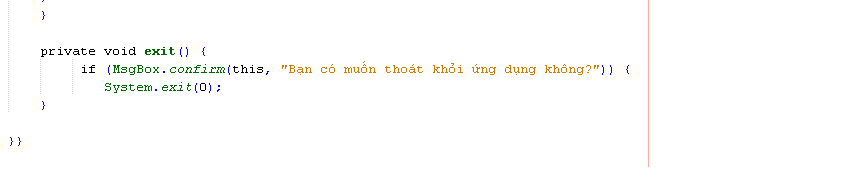 }
private void exit() {
if (MsgBox.confirm(this, "Bạn có muốn thoát khỏi ứng dụng không?")) {
System.exit(0);
}
}}